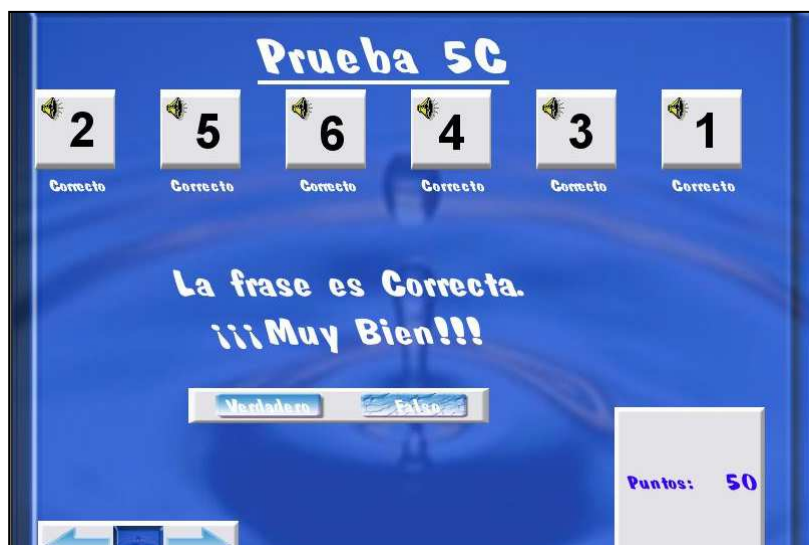 Prueba 5C
2 5 6 4 3 1
Correcto Correcto Correcto Correcto Correcto Correcto
La frase es Correcta.
¡¡¡Muy Bien!!!
Verdadero Falso
Puntos: 50